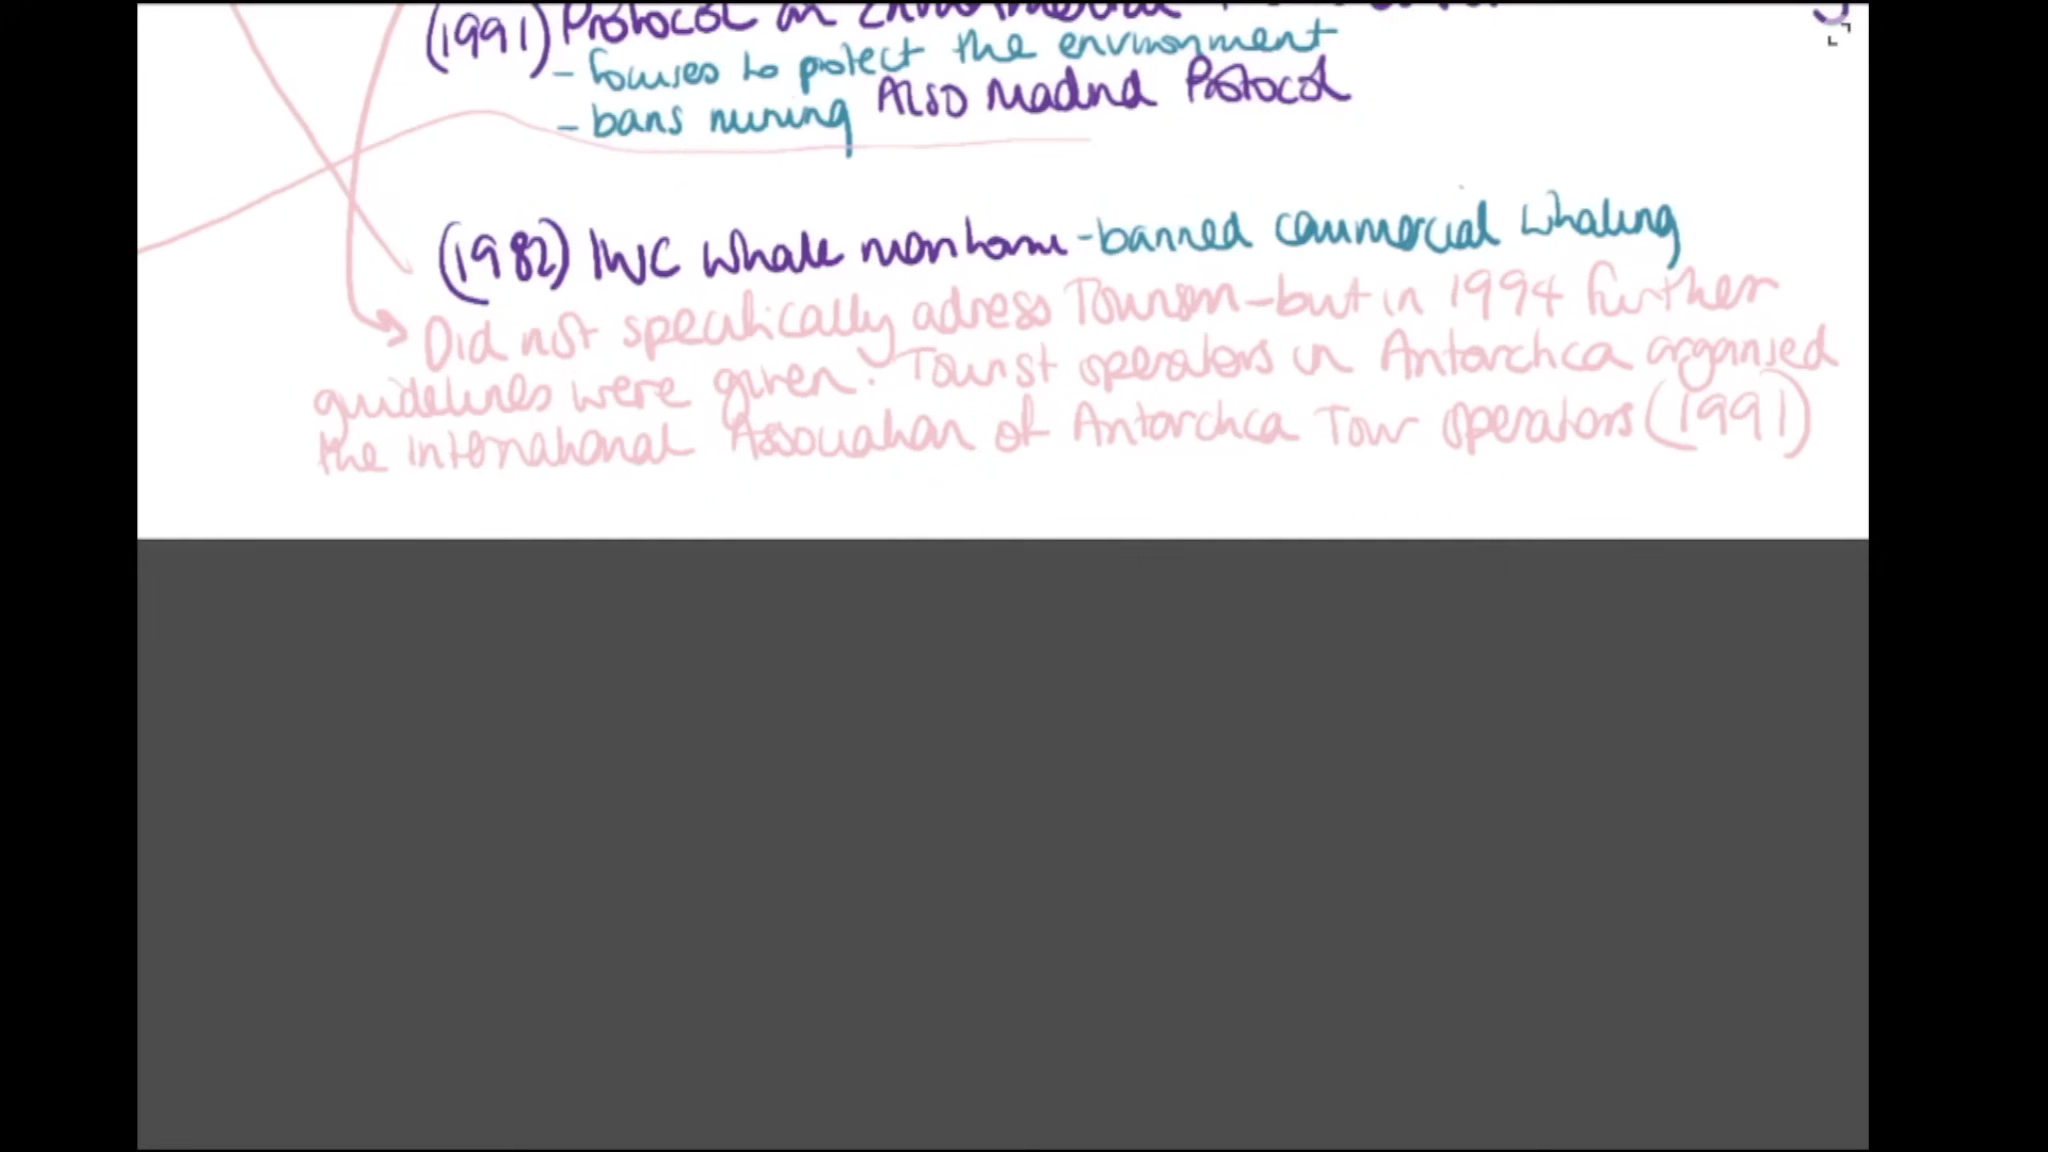 (1991) Protocol on Environmental
- focuses to protect the environment
- bans mining Also Madrid Protocol
(1982) IWC Whale moritorium - banned commercial whaling
Did not specifically adress Tourism - but in 1994 further
guidelines were given. Tourist operators in Antarctica organised
the international Association of Antarctica Tour operators (1991)